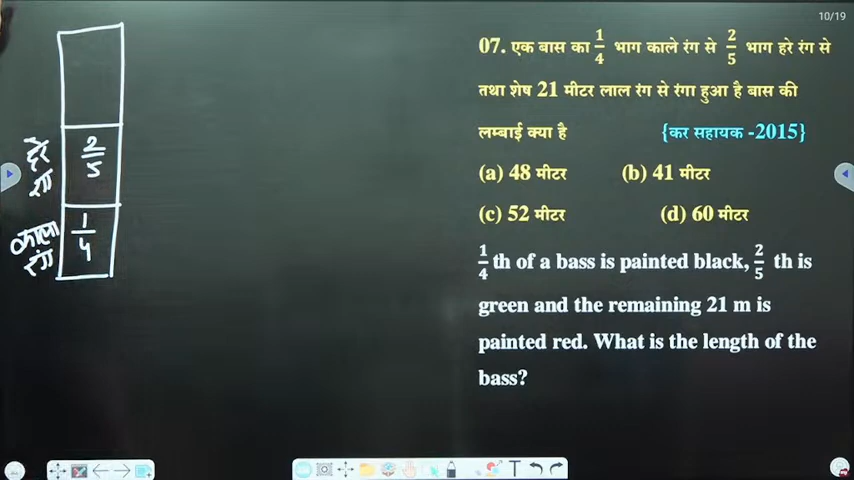 10/19
07. एक बास का 1/4 भाग काले रंग से 2/5 भाग हरे रंग से
तथा शेष 21 मीटर लाल रंग से रंगा हुआ है बास की
लम्बाई क्या है {कर सहायक -2015}
(a) 48 मीटर (b) 41 मीटर
(c) 52 मीटर (d) 60 मीटर
1/4 th of a bass is painted black, 2/5 th is
green and the remaining 21 m is
painted red. What is the length of the
bass?
हरे
रंग
2/5
काला
रंग
1/4
T